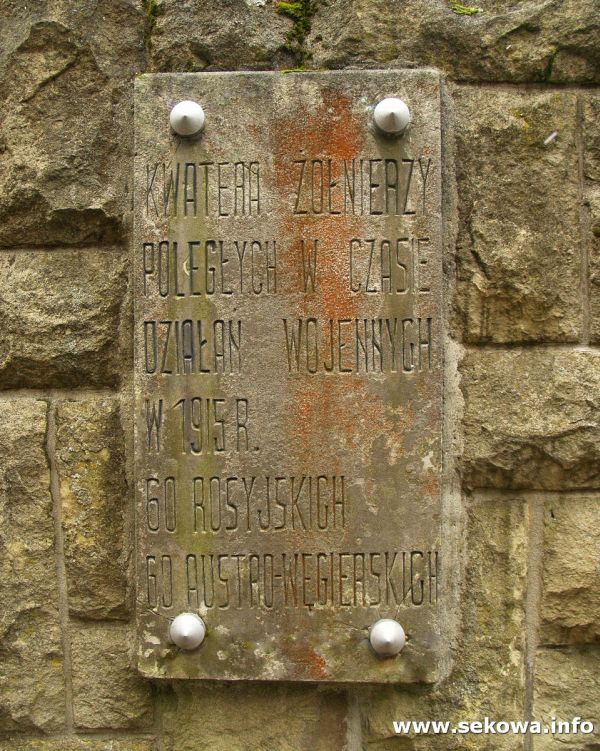 KWATERA ŻOŁNIERZY
POLEGŁYCH W CZASIE
DZIAŁAŃ WOJENNYCH
W 1915 R.
60 ROSYJSKICH
60 AUSTRO-WĘGIERSKICH
www.sekowa.info